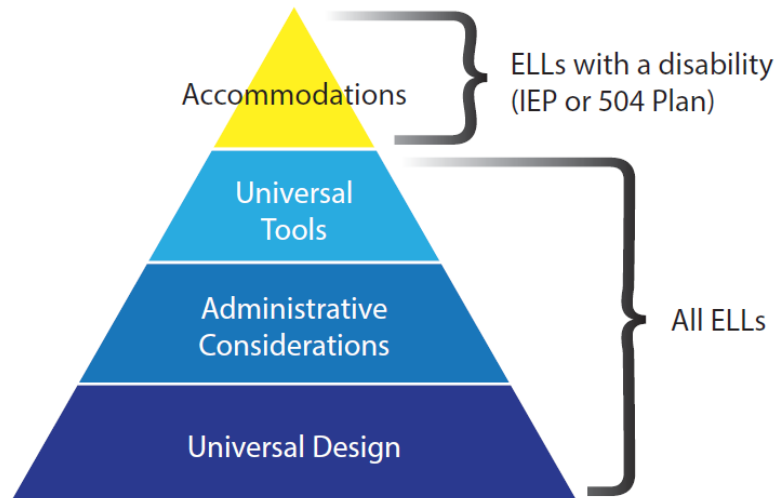 Accommodations
ELLs with a disability
(IEP or 504 Plan)
Universal
Tools
Administrative
Considerations
All ELLs
Universal Design